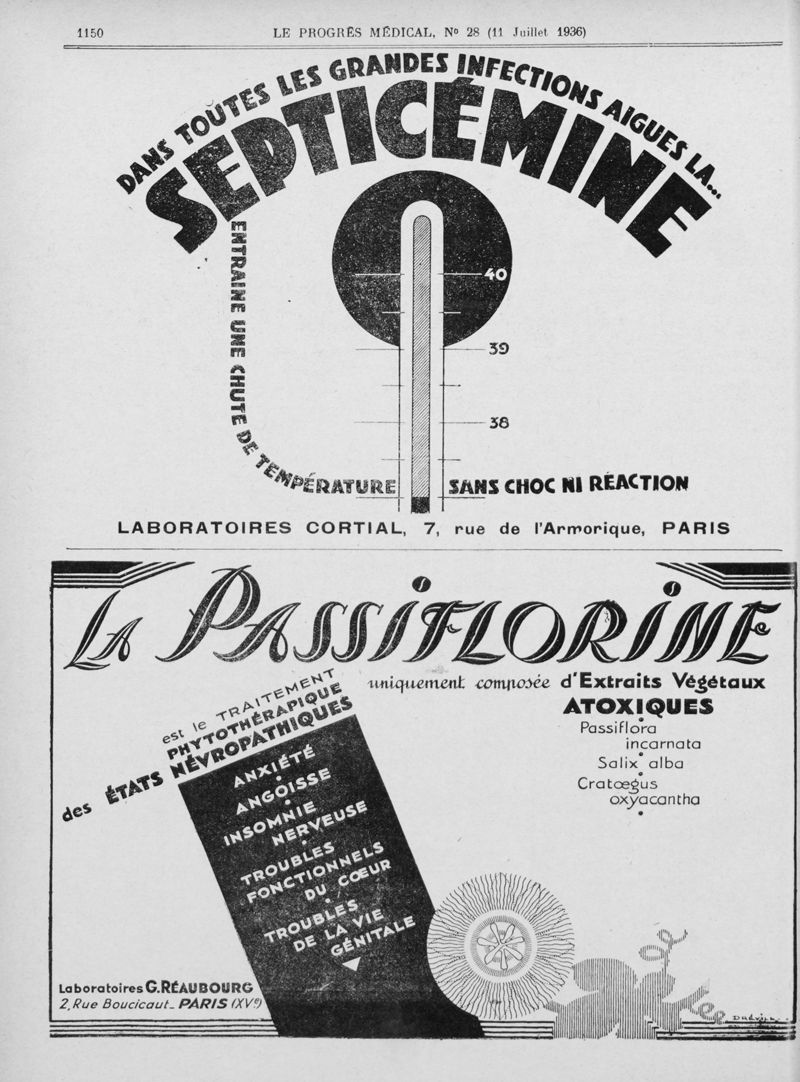 1150
LE PROGRÈS MÉDICAL, No 28 (11 Juillet 1936)
DANS TOUTES LES GRANDES INFECTIONS AIGUES LA...
SEPTICÉMINE
40
39
38
ENTRAINE UNE CHUTE DE TEMPÉRATURE
SANS CHOC NI RÉACTION
LABORATOIRES CORTIAL, 7, rue de l'Armorique, PARIS
LA PASSIFLORINE
uniquement composée d'Extraits Végétaux
ATOXIQUES
Passiflora
incarnata
Salix alba
Cratœgus
oxyacantha
est le TRAITEMENT
PHYTOTHÉRAPIQUE
des ÉTATS NÉVROPATHIQUES
ANXIÉTÉ
ANGOISSE
INSOMNIE
NERVEUSE
TROUBLES
FONCTIONNELS
DU CŒUR
TROUBLES
DE LA VIE
GÉNITALE
Laboratoires G.RÉAUBOURG
2, Rue Boucicaut_ PARIS (XVe)